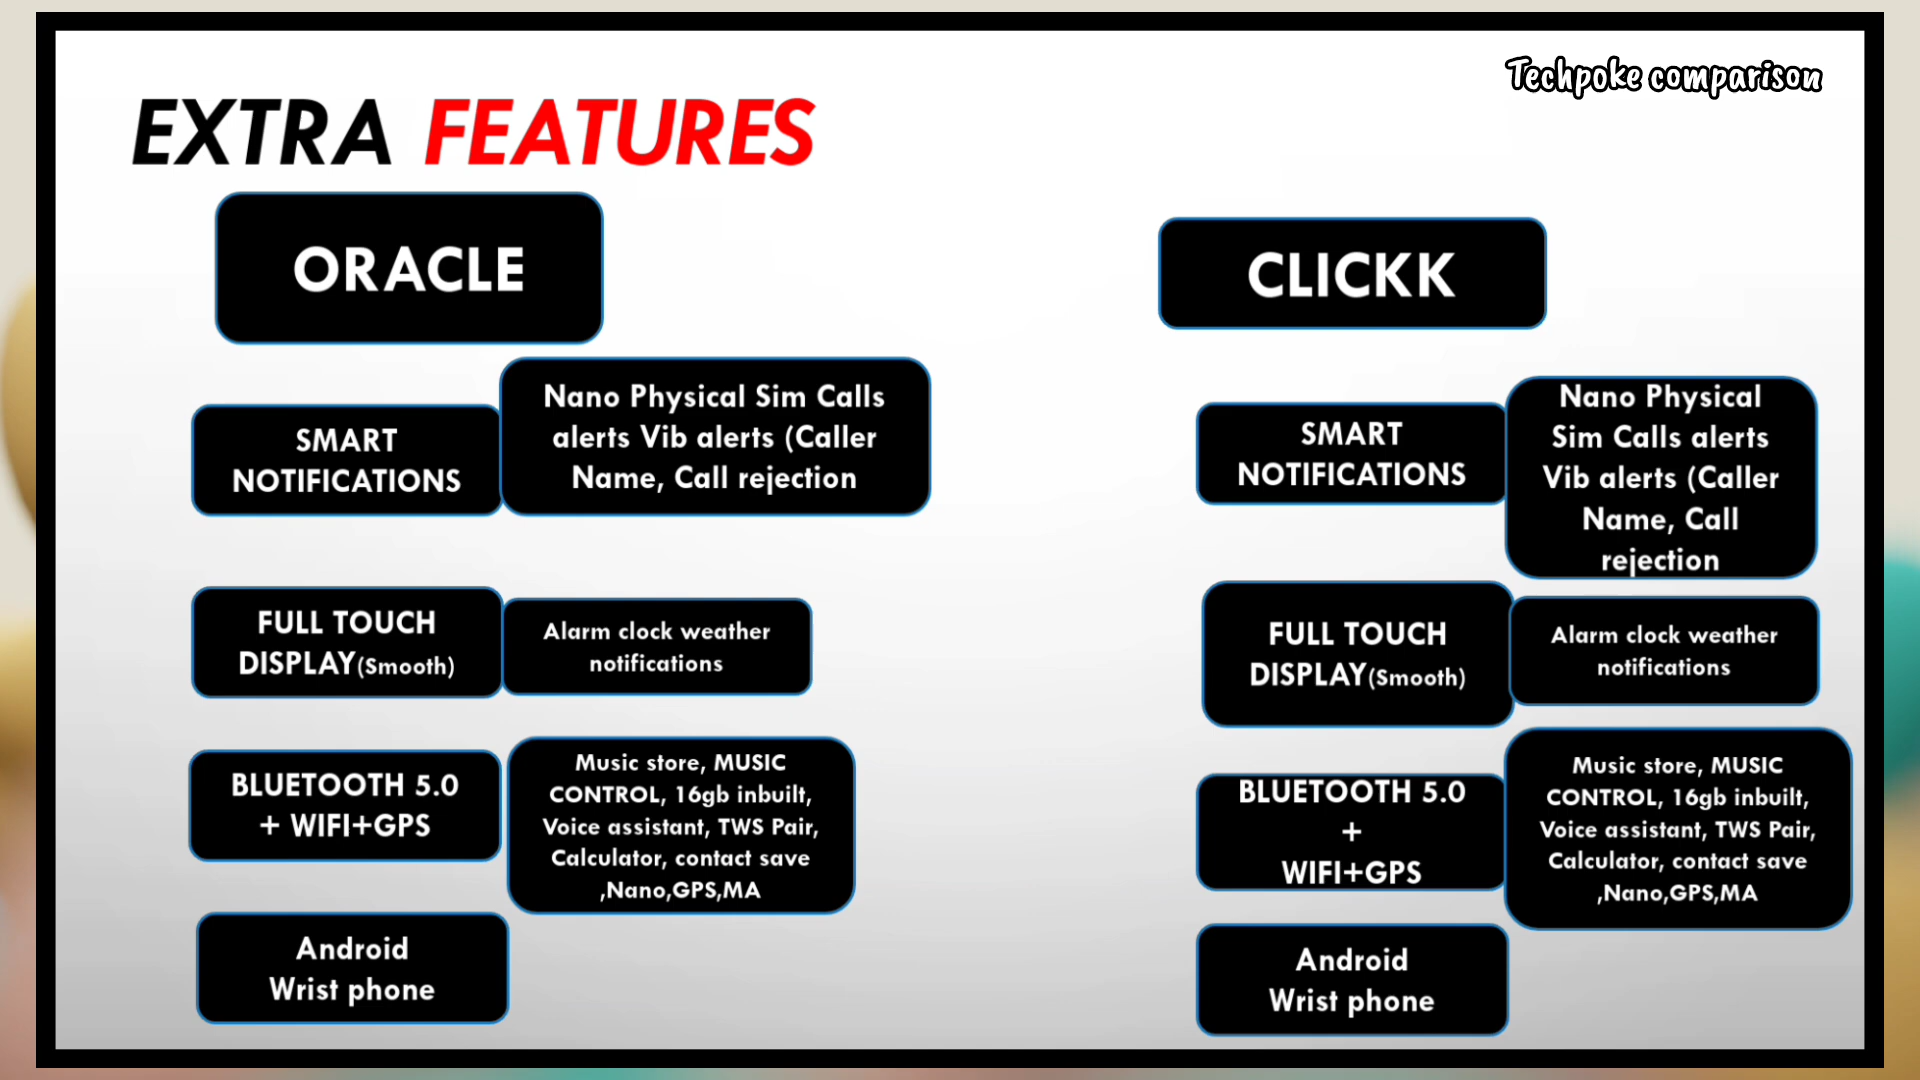 Techpoke comparison
EXTRA FEATURES
ORACLE
SMART
NOTIFICATIONS
Nano Physical Sim Calls
alerts Vib alerts (Caller
Name, Call rejection
FULL TOUCH
DISPLAY(Smooth)
Alarm clock weather
notifications
BLUETOOTH 5.0
+ WIFI+GPS
Music store, MUSIC
CONTROL, 16gb inbuilt,
Voice assistant, TWS Pair,
Calculator, contact save
,Nano,GPS,MA
Android
Wrist phone
CLICKK
SMART
NOTIFICATIONS
Nano Physical
Sim Calls alerts
Vib alerts (Caller
Name, Call
rejection
FULL TOUCH
DISPLAY(Smooth)
Alarm clock weather
notifications
BLUETOOTH 5.0
+
WIFI+GPS
Music store, MUSIC
CONTROL, 16gb inbuilt,
Voice assistant, TWS Pair,
Calculator, contact save
,Nano,GPS,MA
Android
Wrist phone